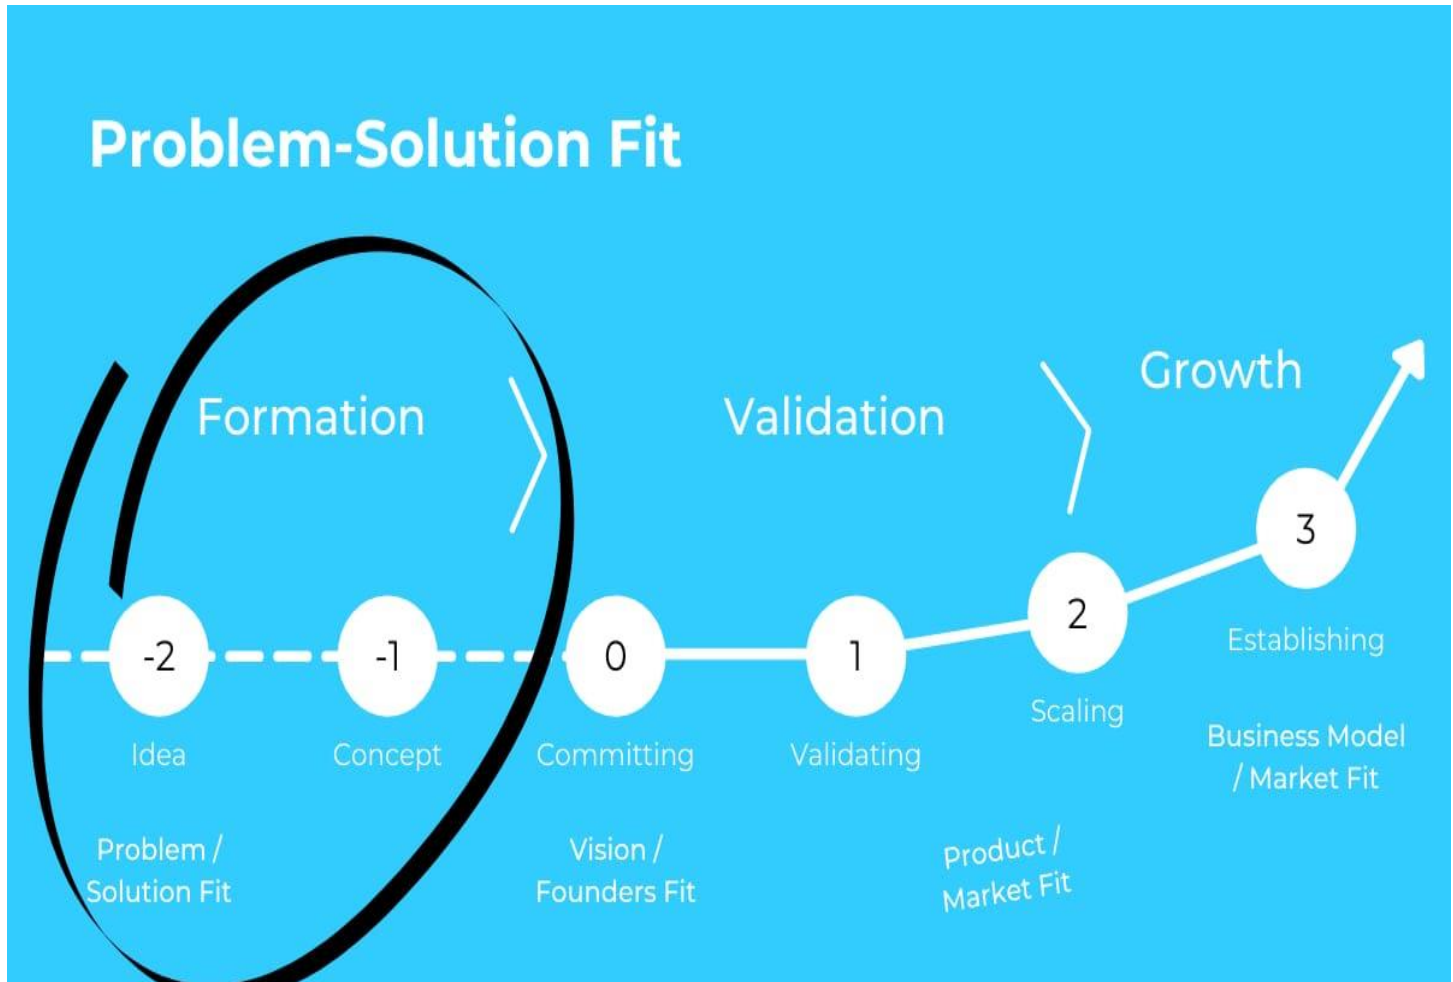 Problem-Solution Fit
Formation
Validation
Growth
-2
-1
0
1
2
3
Idea
Concept
Committing
Validating
Scaling
Establishing
Problem /
Solution Fit
Vision /
Founders Fit
Product /
Market Fit
Business Model
/ Market Fit